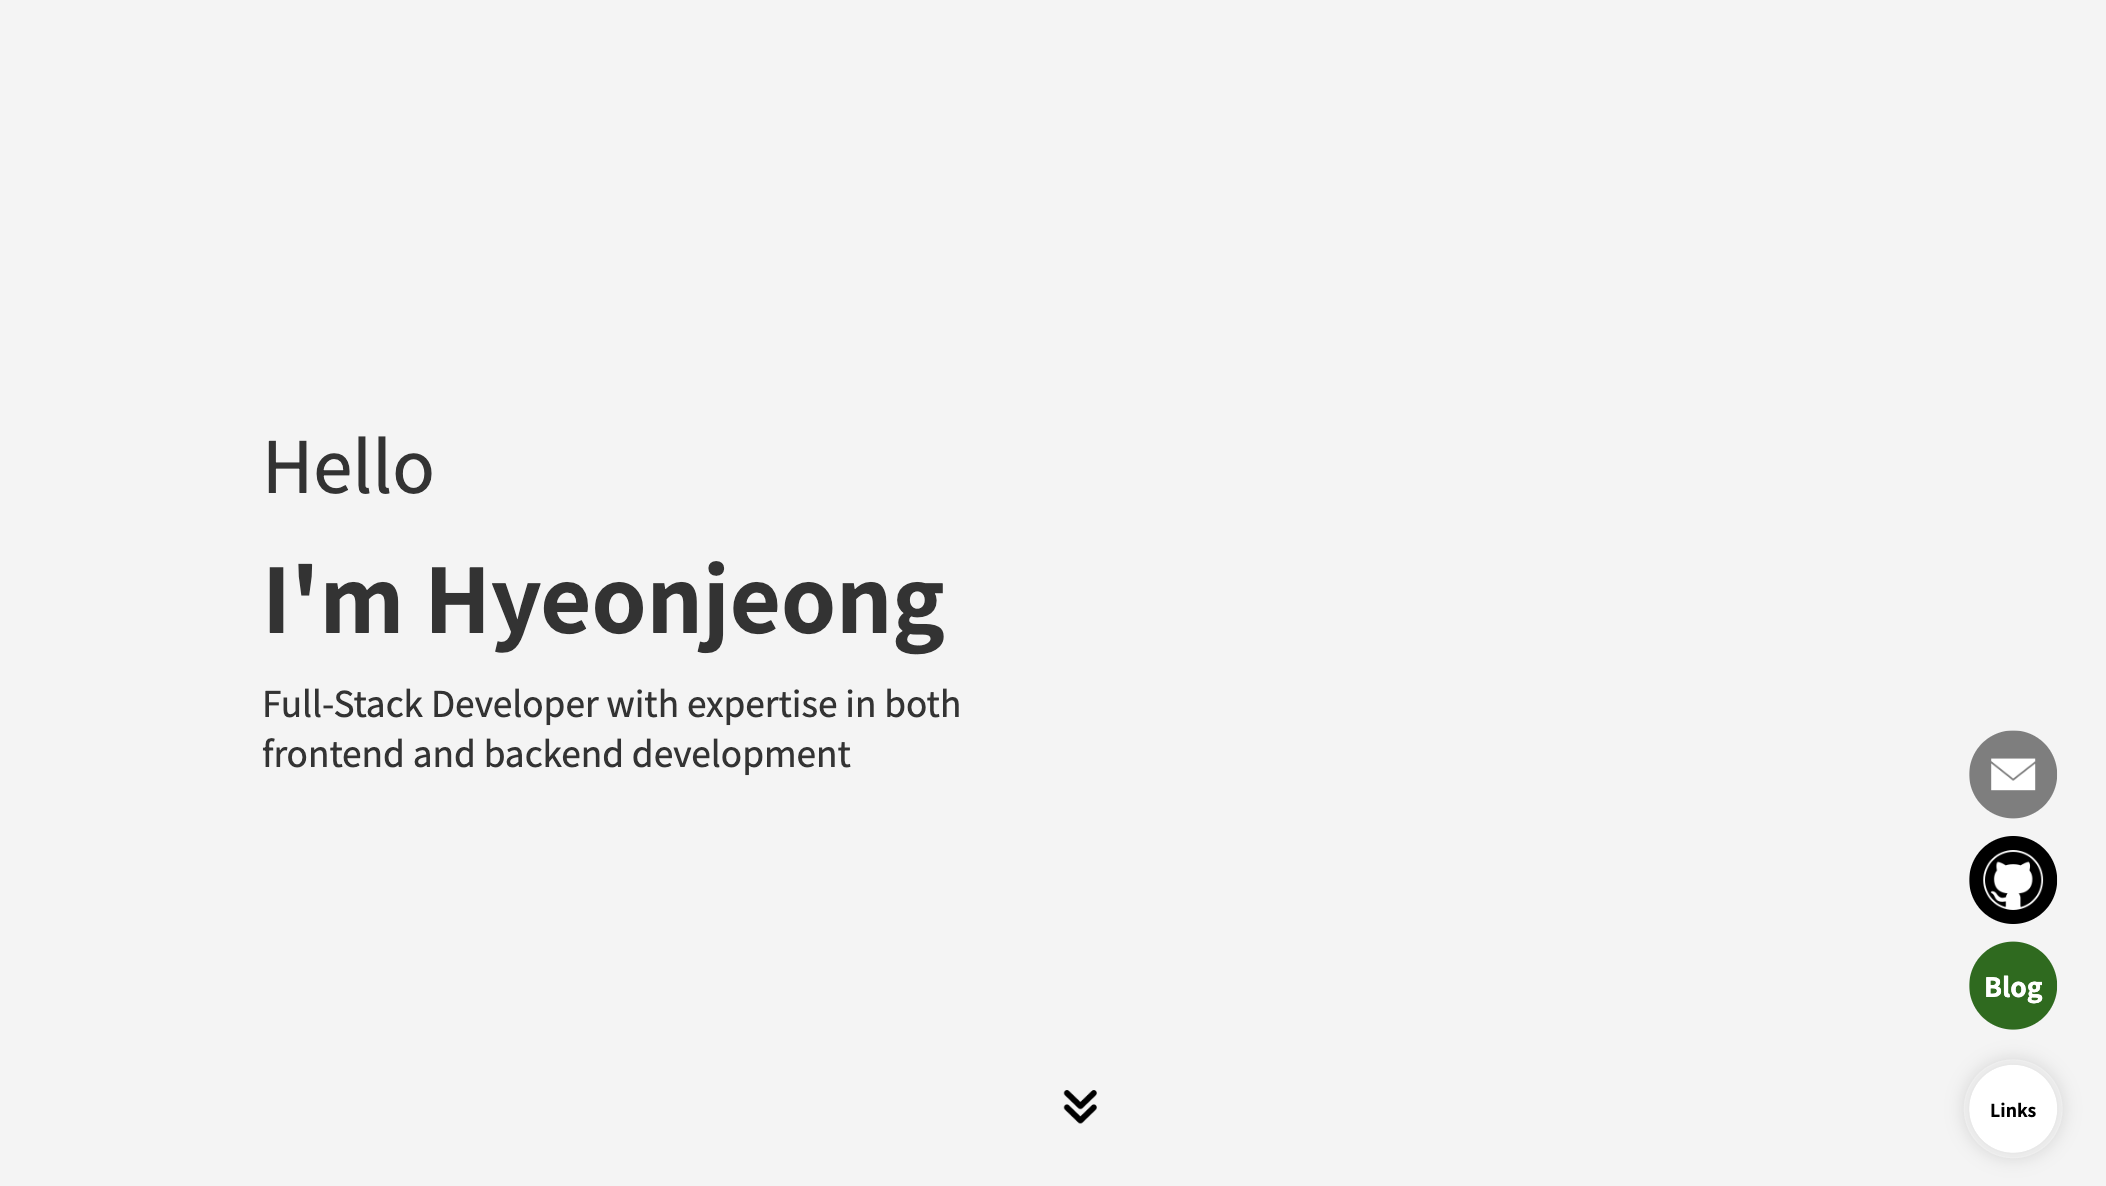 Hello
I'm Hyeonjeong
Full-Stack Developer with expertise in both
frontend and backend development
Blog
Links